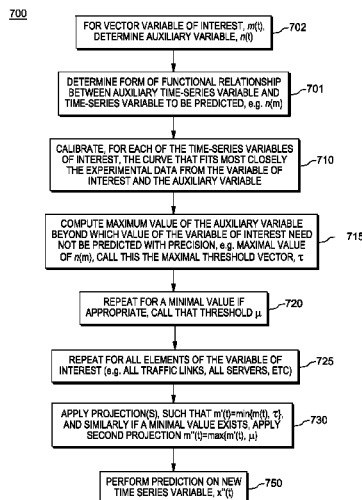 700
FOR VECTOR VARIABLE OF INTEREST, m(t),
DETERMINE AUXILIARY VARIABLE, n(t)
702
DETERMINE FORM OF FUNCTIONAL RELATIONSHIP
BETWEEN AUXILIARY TIME-SERIES VARIABLE AND
TIME-SERIES VARIABLE TO BE PREDICTED, e.g. n(m)
701
CALIBRATE, FOR EACH OF THE TIME-SERIES VARIABLES
OF INTEREST, THE CURVE THAT FITS MOST CLOSELY
THE EXPERIMENTAL DATA FROM THE VARIABLE OF
INTEREST AND THE AUXILIARY VARIABLE
710
COMPUTE MAXIMUM VALUE OF THE AUXILIARY VARIABLE
BEYOND WHICH VALUE OF THE VARIABLE OF INTEREST NEED
NOT BE PREDICTED WITH PRECISION, e.g. MAXIMAL VALUE
OF n(m), CALL THIS THE MAXIMAL THRESHOLD VECTOR, τ
715
REPEAT FOR A MINIMAL VALUE IF
APPROPRIATE, CALL THAT THRESHOLD μ
720
REPEAT FOR ALL ELEMENTS OF THE VARIABLE OF
INTEREST (e.g. ALL TRAFFIC LINKS, ALL SERVERS, ETC)
725
APPLY PROJECTION(S), SUCH THAT m'(t)=min{m(t), τ},
AND SIMILARLY IF A MINIMAL VALUE EXISTS, APPLY
SECOND PROJECTION m"(t)=max{m'(t), μ}
730
PERFORM PREDICTION ON NEW
TIME SERIES VARIABLE, x"(t)
750